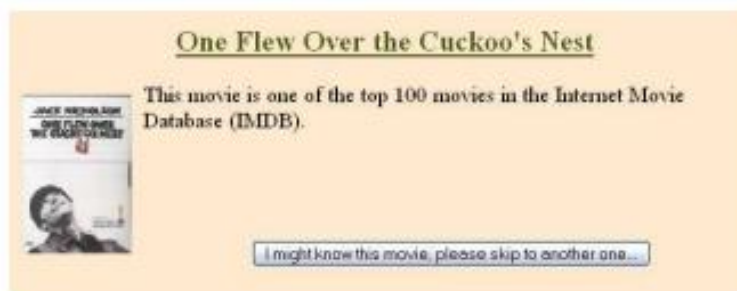 One Flew Over the Cuckoo's Nest
This movie is one of the top 100 movies in the Internet Movie
Database (IMDB).
JACK NICHOLSON
ONE FLEW OVER
THE CUCKOO'S NEST
I might know this movie, please skip to another one...